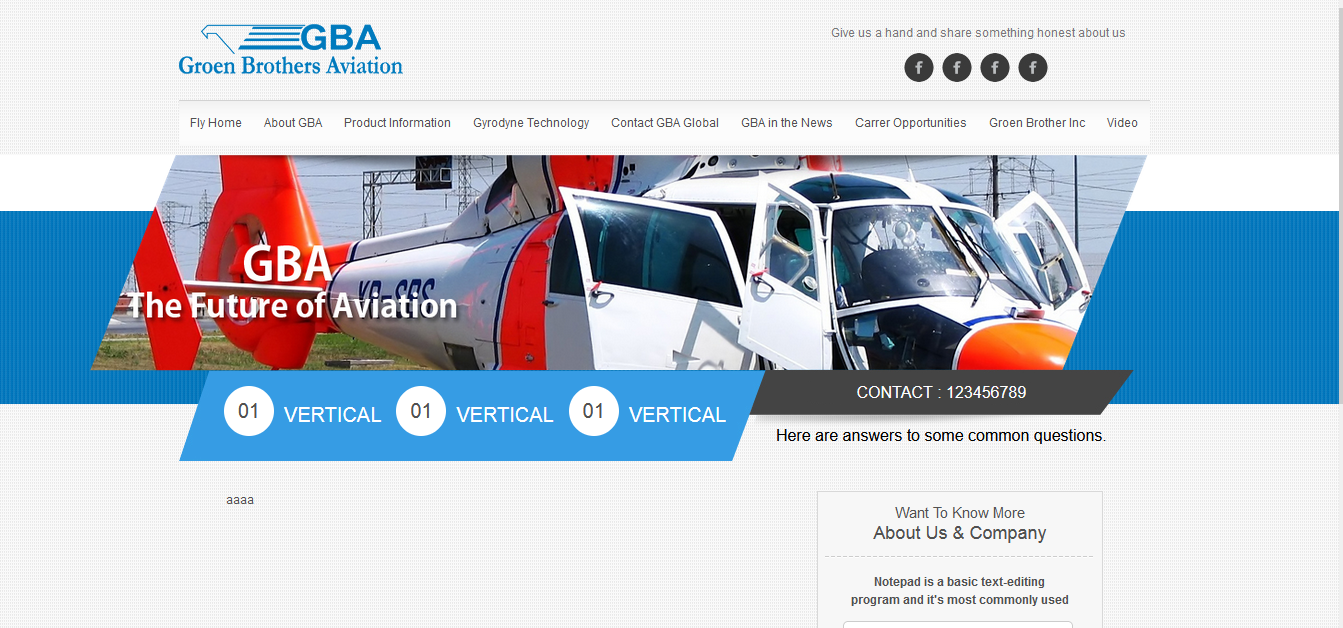 GBA
Groen Brothers Aviation
Give us a hand and share something honest about us
f f f f
Fly Home About GBA Product Information Gyrodyne Technology Contact GBA Global GBA in the News Carrer Opportunities Groen Brother Inc Video
GBA
The Future of Aviation
01 VERTICAL 01 VERTICAL 01 VERTICAL
CONTACT : 123456789
Here are answers to some common questions.
aaaa
Want To Know More
About Us & Company
Notepad is a basic text-editing
program and it's most commonly used